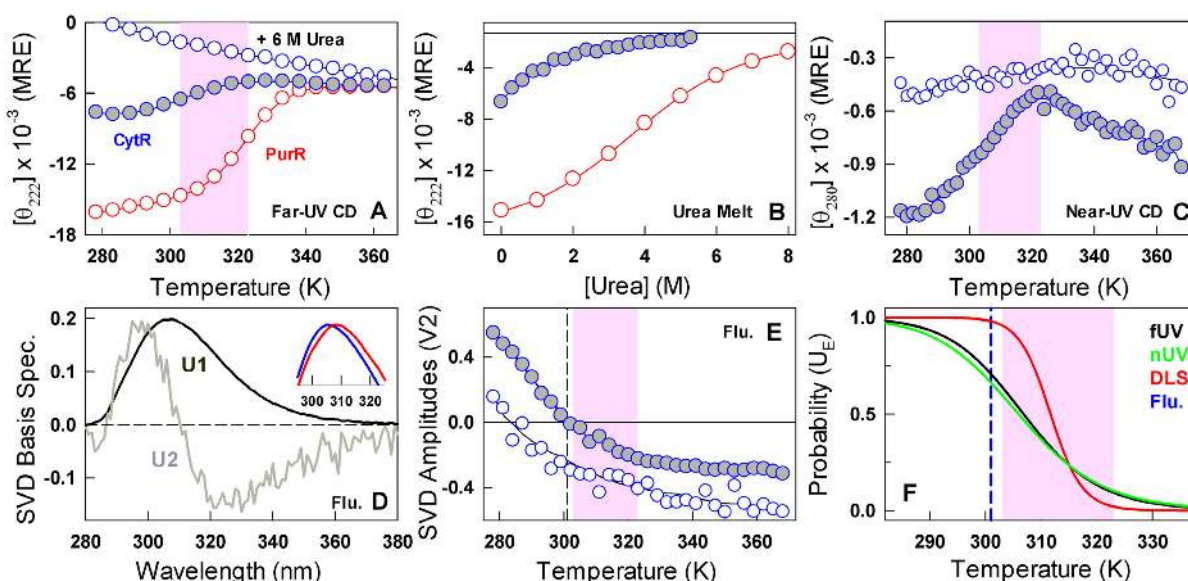 [θ222] x 10-3 (MRE)
0
-6
-12
-18
+ 6 M Urea
CytR
PurR
Far-UV CD
A
280 300 320 340 360
Temperature (K)
[θ222] x 10-3 (MRE)
-4
-8
-12
-16
Urea Melt
B
0 2 4 6 8
[Urea] (M)
[θ280] x 10-3 (MRE)
-0.3
-0.6
-0.9
-1.2
Near-UV CD
C
280 300 320 340 360
Temperature (K)
SVD Basis Spec.
0.2
0.1
0.0
-0.1
U1
U2
300 310 320
Flu.
D
280 300 320 340 360 380
Wavelength (nm)
SVD Amplitudes (V2)
0.4
0.0
-0.4
Flu.
E
280 300 320 340 360
Temperature (K)
Probability (UE)
1.0
0.5
0.0
fUV
nUV
DLS
Flu.
F
290 300 310 320 330
Temperature (K)